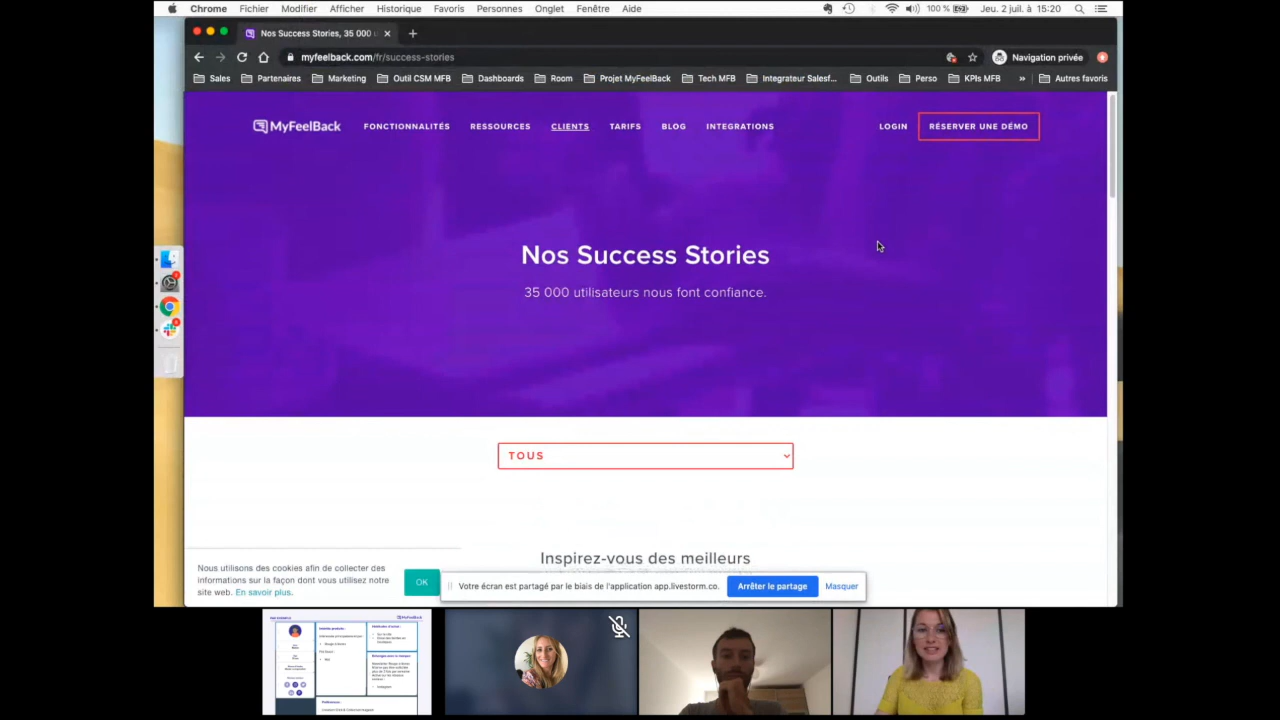 Chrome Fichier Modifier Afficher Historique Favoris Personnes Onglet Fenêtre Aide 100 % Jeu. 2 juil. à 15:20
Nos Success Stories, 35 000
myfeelback.com/fr/success-stories Navigation privée
Sales Partenaires Marketing Outil CSM MFB Dashboards Room Projet MyFeelBack Tech MFB Integrateur Salesf... Outils Perso KPIs MFB » Autres favoris
MyFeelBack FONCTIONNALITÉS RESSOURCES CLIENTS TARIFS BLOG INTEGRATIONS LOGIN RÉSERVER UNE DÉMO
Nos Success Stories
35 000 utilisateurs nous font confiance.
TOUS
Inspirez-vous des meilleurs
Nous utilisons des cookies afin de collecter des
informations sur la façon dont vous utilisez notre
site web. En savoir plus.
OK
Votre écran est partagé par le biais de l'application app.livestorm.co. Arrêter le partage Masquer
MyFeelBack